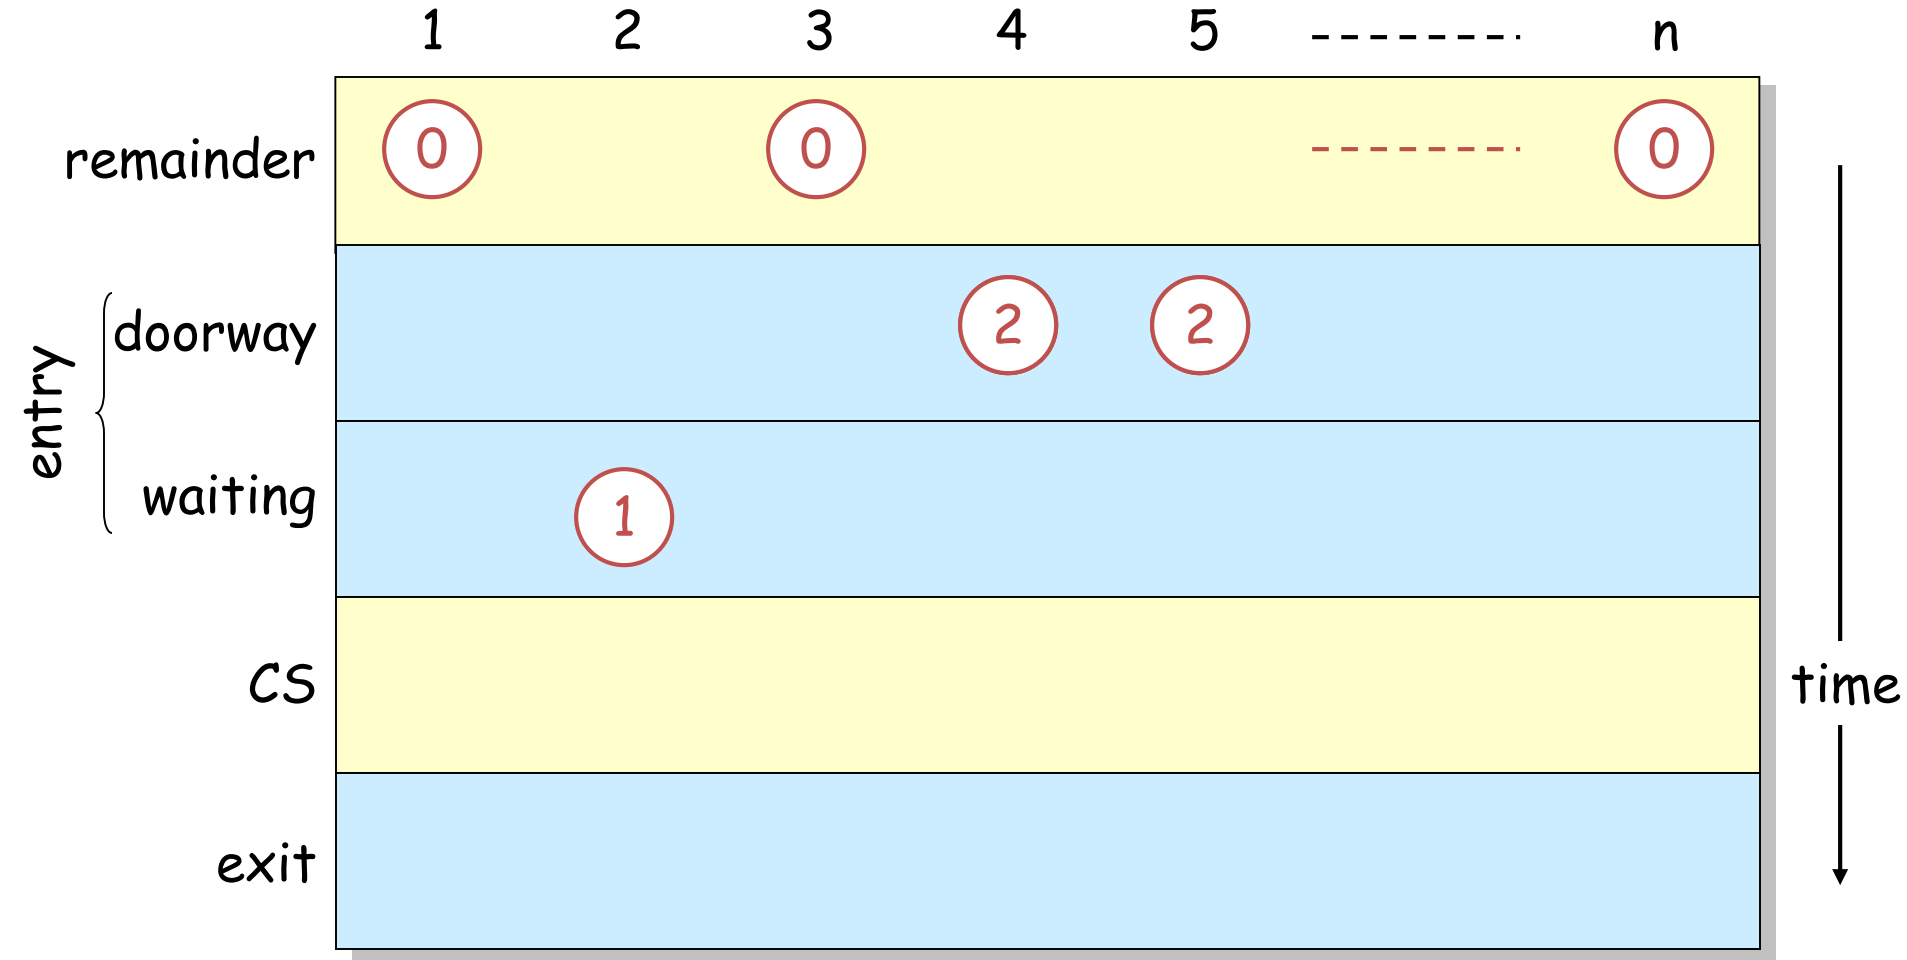 1 2 3 4 5 n
remainder 0 0 0
doorway 2 2
entry
waiting 1
CS
time
exit